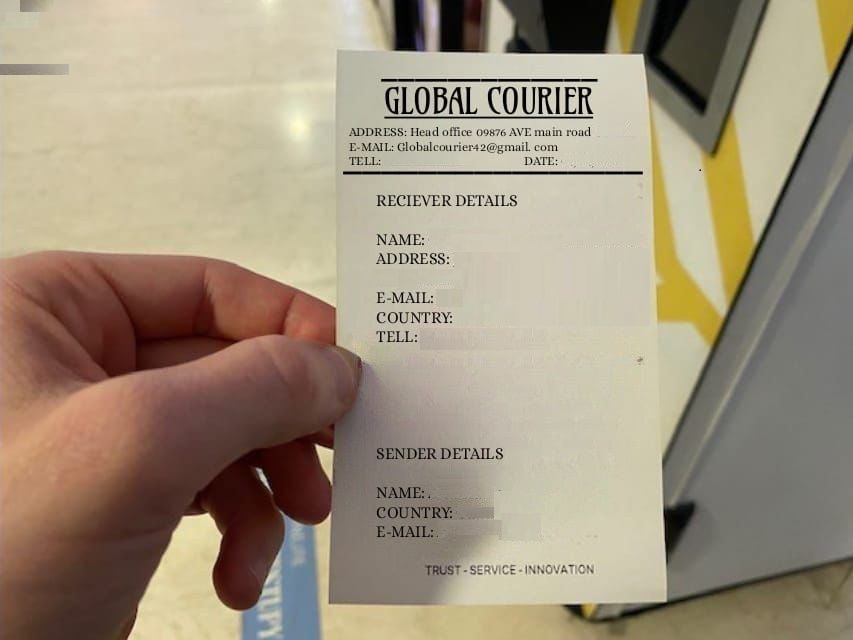 GLOBAL COURIER
ADDRESS: Head office 09876 AVE main road
E-MAIL: Globalcourier42@gmail. com
TELL: DATE:
RECIEVER DETAILS
NAME:
ADDRESS:
E-MAIL:
COUNTRY:
TELL:
SENDER DETAILS
NAME:
COUNTRY:
E-MAIL:
TRUST - SERVICE - INNOVATION